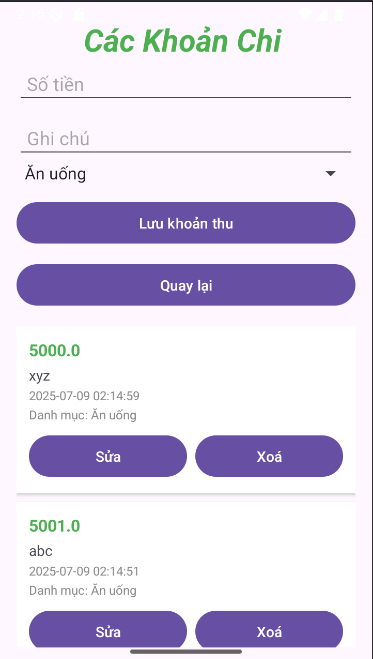 Các Khoản Chi
Số tiền
Ghi chú
Ăn uống
Lưu khoản thu
Quay lại
5000.0
xyz
2025-07-09 02:14:59
Danh mục: Ăn uống
Sửa Xoá
5001.0
abc
2025-07-09 02:14:51
Danh mục: Ăn uống
Sửa Xoá